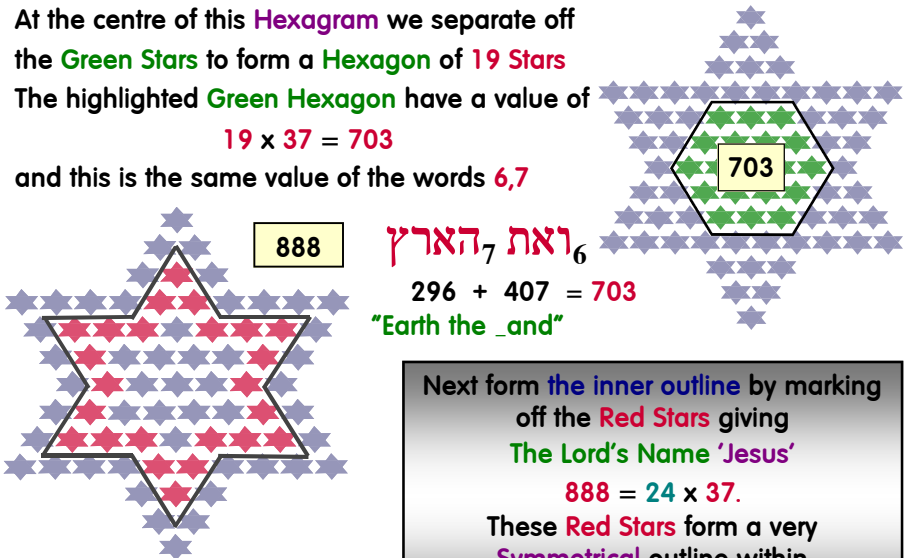 At the centre of this Hexagram we separate off
the Green Stars to form a Hexagon of 19 Stars
The highlighted Green Hexagon have a value of
19 x 37 = 703
and this is the same value of the words 6,7
703
888
ואת6 הארץ7
296 + 407 = 703
"Earth the _and"
Next form the inner outline by marking
off the Red Stars giving
The Lord's Name 'Jesus'
888 = 24 x 37.
These Red Stars form a very
Symmetrical outline within